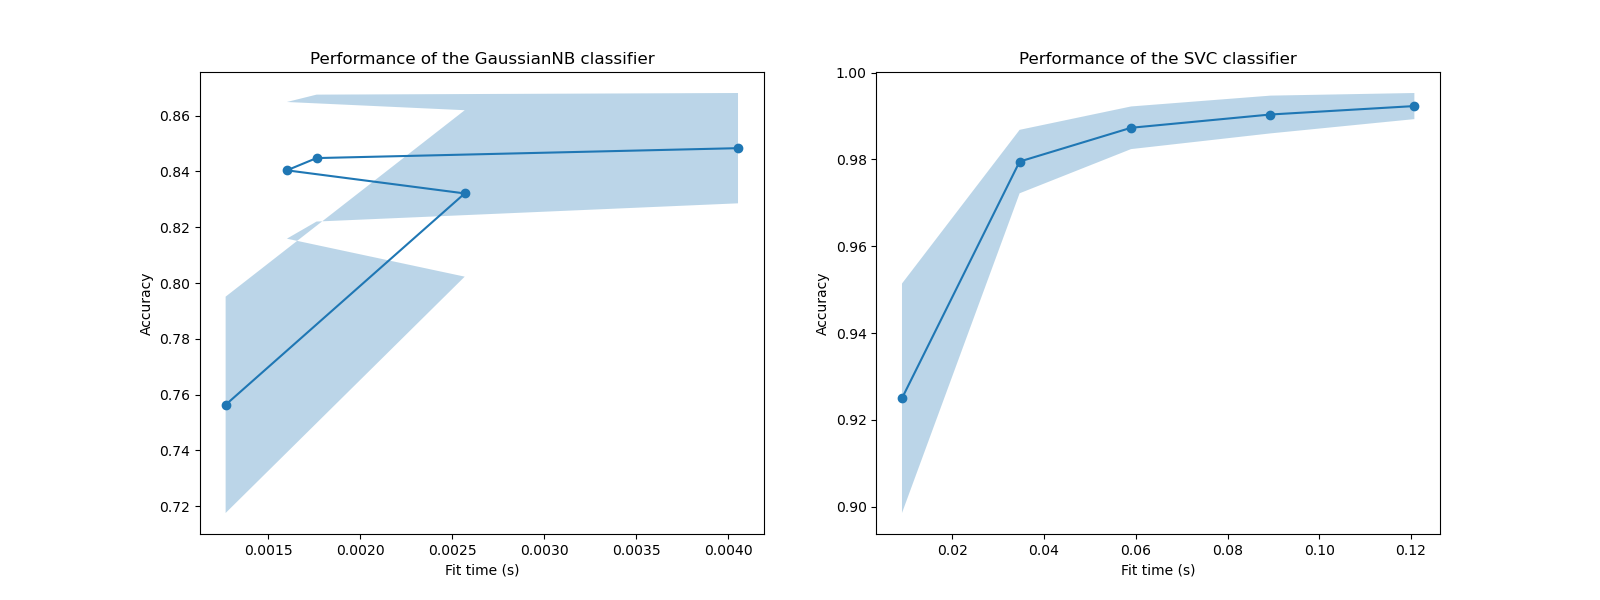 Performance of the GaussianNB classifier
Accuracy
0.86
0.84
0.82
0.80
0.78
0.76
0.74
0.72
0.0015 0.0020 0.0025 0.0030 0.0035 0.0040
Fit time (s)
Performance of the SVC classifier
Accuracy
1.00
0.98
0.96
0.94
0.92
0.90
0.02 0.04 0.06 0.08 0.10 0.12
Fit time (s)